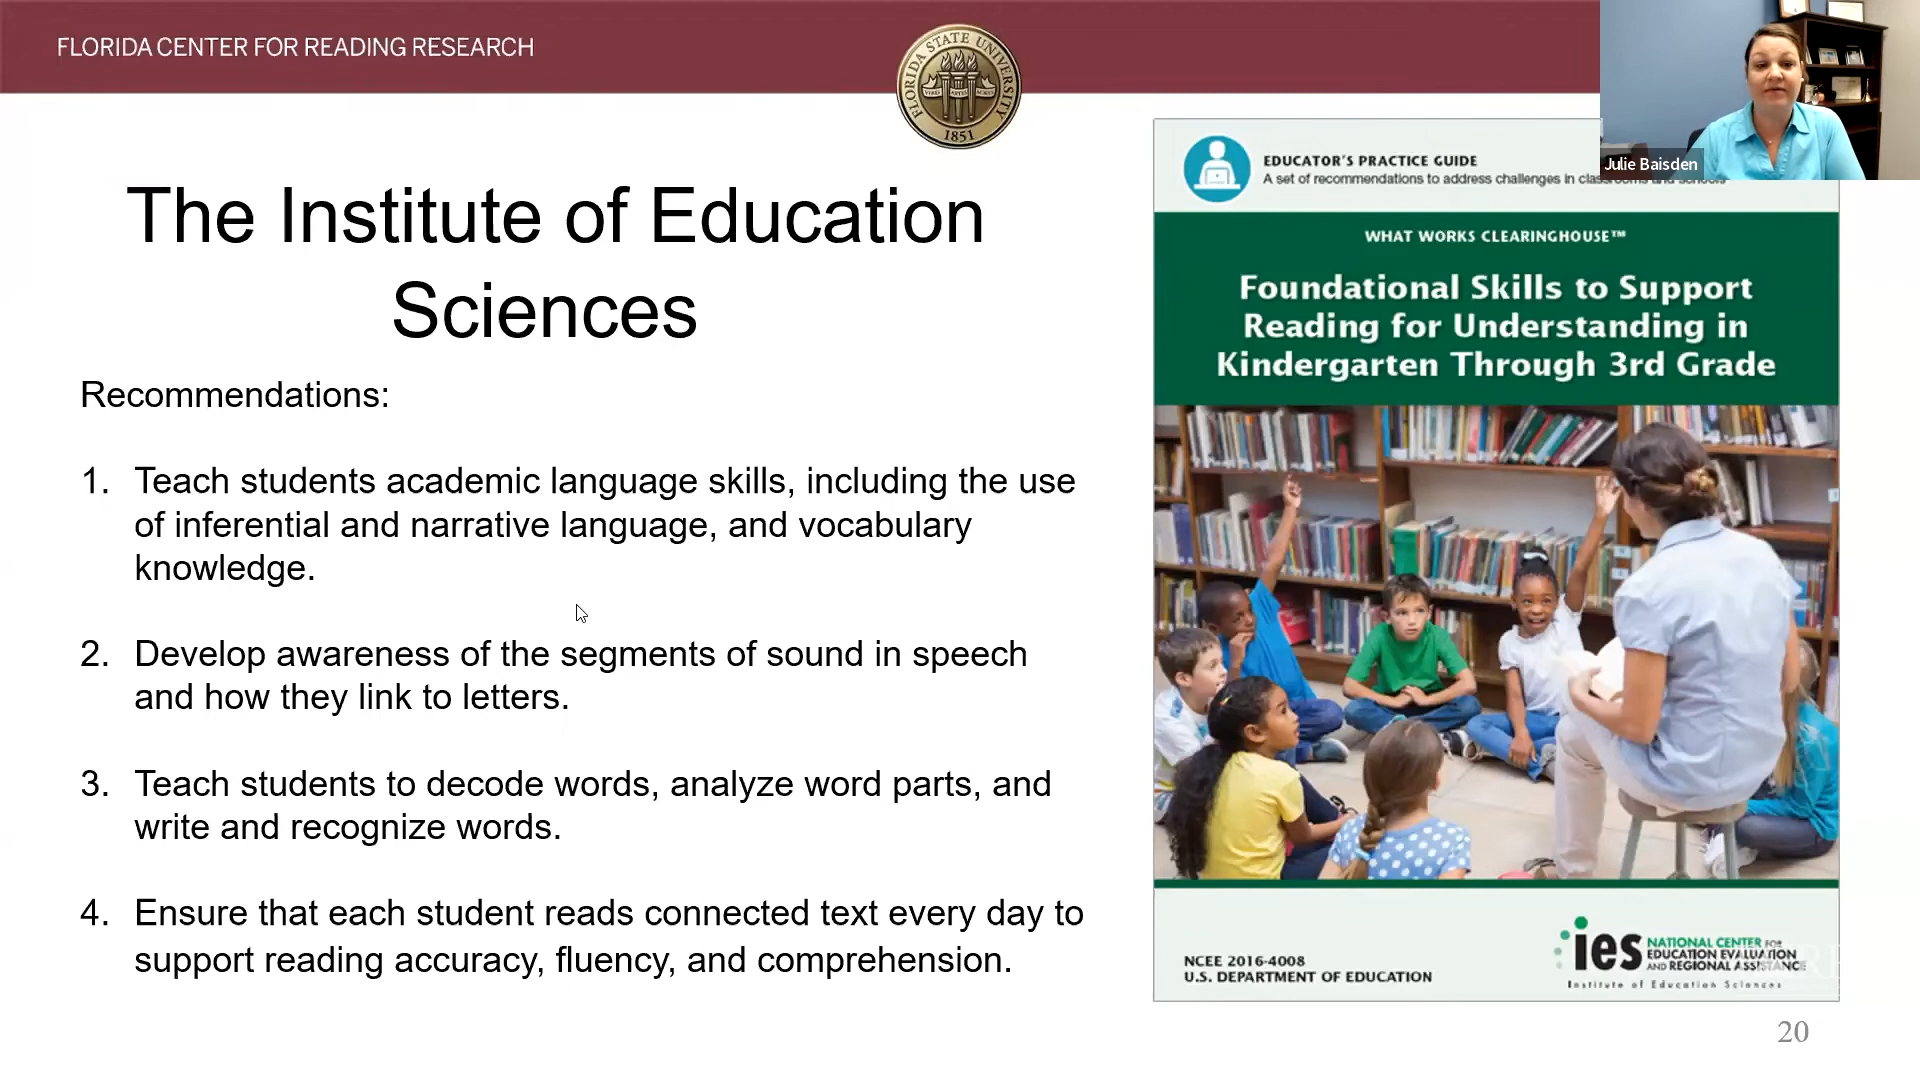 FLORIDA CENTER FOR READING RESEARCH
FLORIDA STATE UNIVERSITY
1851
Julie Baisden
The Institute of Education
Sciences
Recommendations:
1. Teach students academic language skills, including the use
of inferential and narrative language, and vocabulary
knowledge.
2. Develop awareness of the segments of sound in speech
and how they link to letters.
3. Teach students to decode words, analyze word parts, and
write and recognize words.
4. Ensure that each student reads connected text every day to
support reading accuracy, fluency, and comprehension.
EDUCATOR'S PRACTICE GUIDE
A set of recommendations to address challenges in classrooms and schools
WHAT WORKS CLEARINGHOUSE™
Foundational Skills to Support
Reading for Understanding in
Kindergarten Through 3rd Grade
NCEE 2016-4008
U.S. DEPARTMENT OF EDUCATION
ies
NATIONAL CENTER FOR
EDUCATION EVALUATION
AND REGIONAL ASSISTANCE
Institute of Education Sciences
20